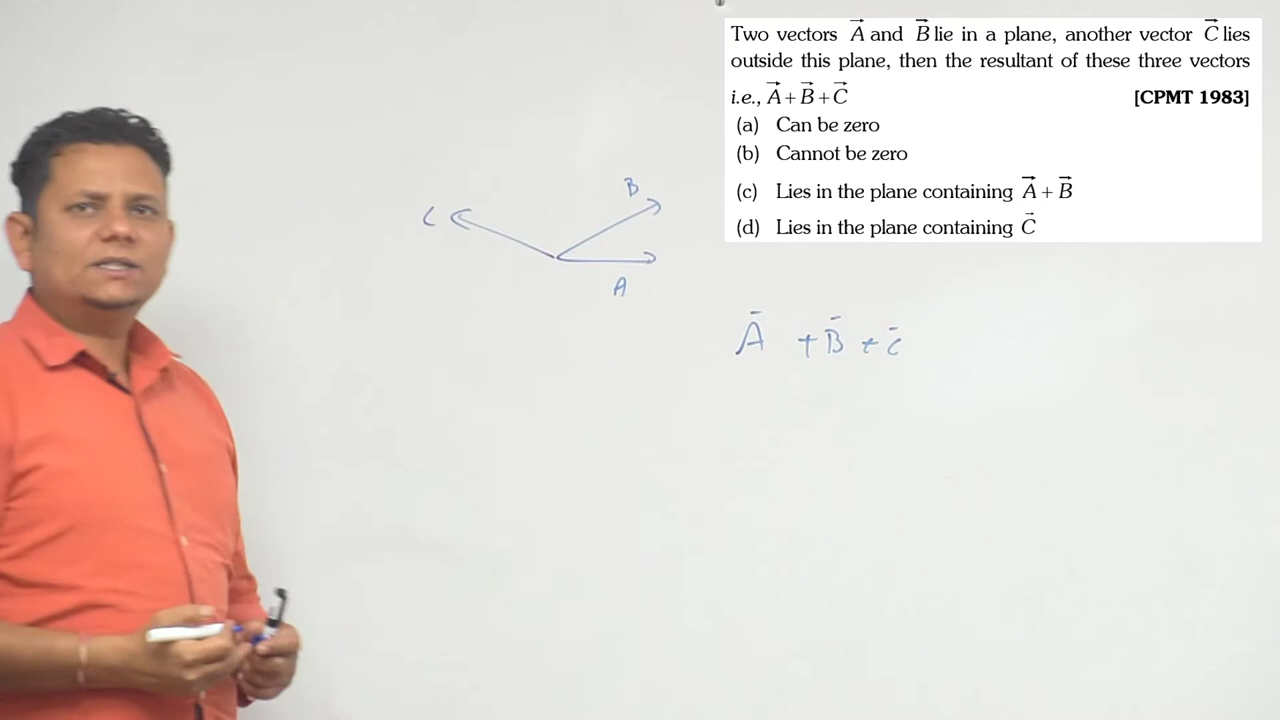 Two vectors A⃗ and B⃗ lie in a plane, another vector C⃗ lies
outside this plane, then the resultant of these three vectors
i.e., A⃗ + B⃗ + C⃗ [CPMT 1983]
(a) Can be zero
(b) Cannot be zero
(c) Lies in the plane containing A⃗ + B⃗
(d) Lies in the plane containing C⃗
B
C
A
A̅ + B̅ + C̅